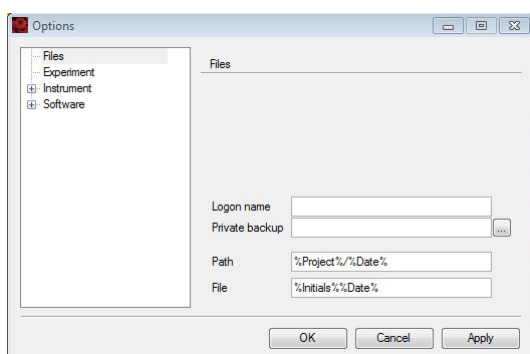 Options
Files
Experiment
Instrument
Software
Files
Logon name
Private backup
...
Path %Project%/%Date%
File %Initials%%Date%
OK Cancel Apply